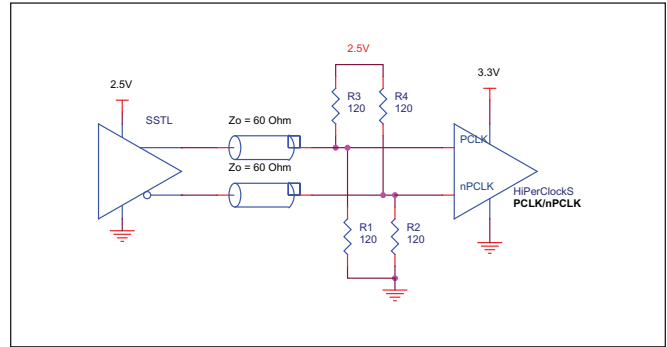 2.5V
SSTL
Zo = 60 Ohm
Zo = 60 Ohm
2.5V
R3
120
R4
120
R1
120
R2
120
3.3V
PCLK
nPCLK
HiPerClockS
PCLK/nPCLK